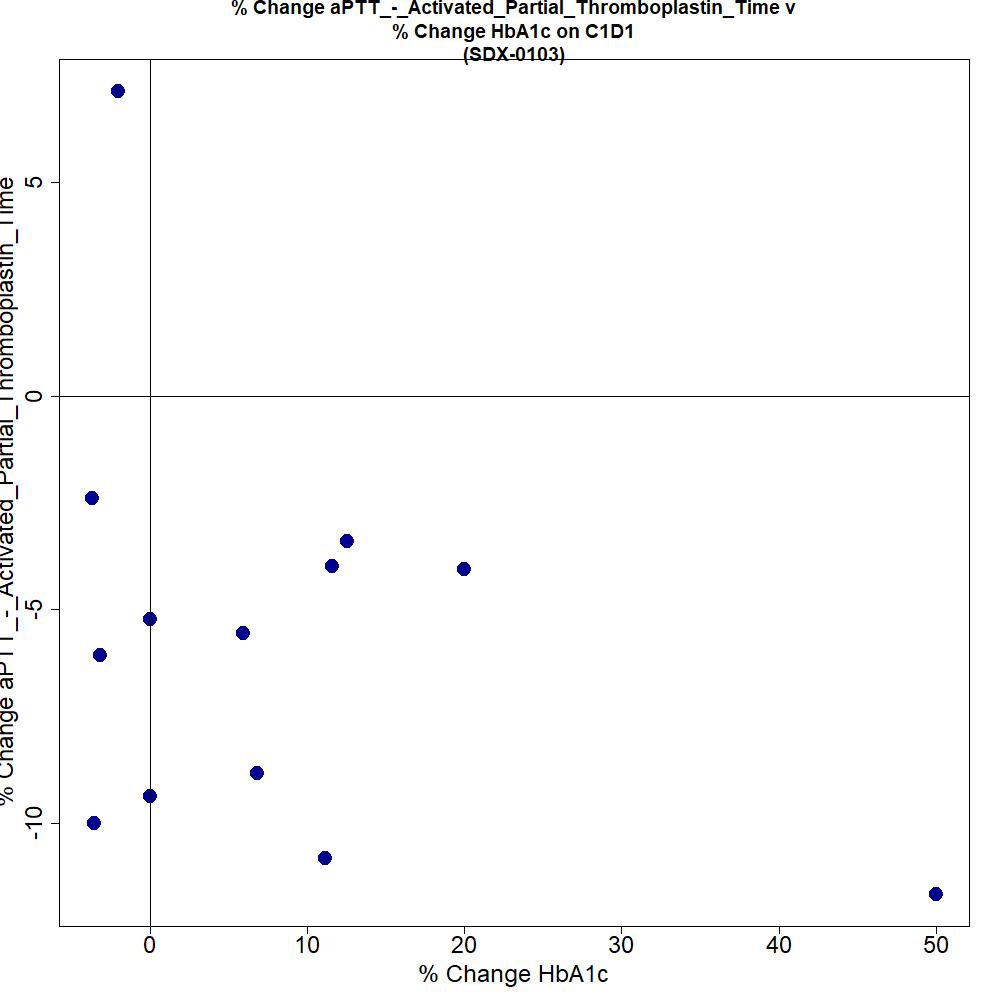 % Change aPTT_-_Activated_Partial_Thromboplastin_Time v
% Change HbA1c on C1D1
(SDX-0103)
% Change aPTT_-_Activated_Partial_Thromboplastin_Time
5
0
-5
-10
0
10
20
30
40
50
% Change HbA1c